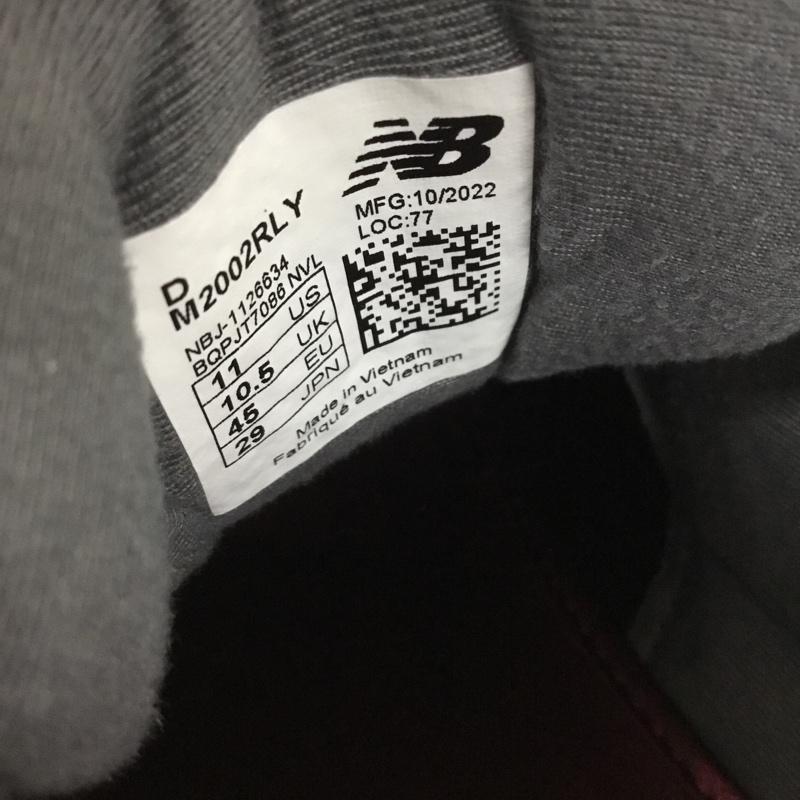 NB
MFG:10/2022
LOC:77
D
M2002RLY
NBJ-1126634
BQPJT7086 NVL
11 US
10.5 UK
45 EU
29 JPN
Made in Vietnam
Fabriqué au Vietnam